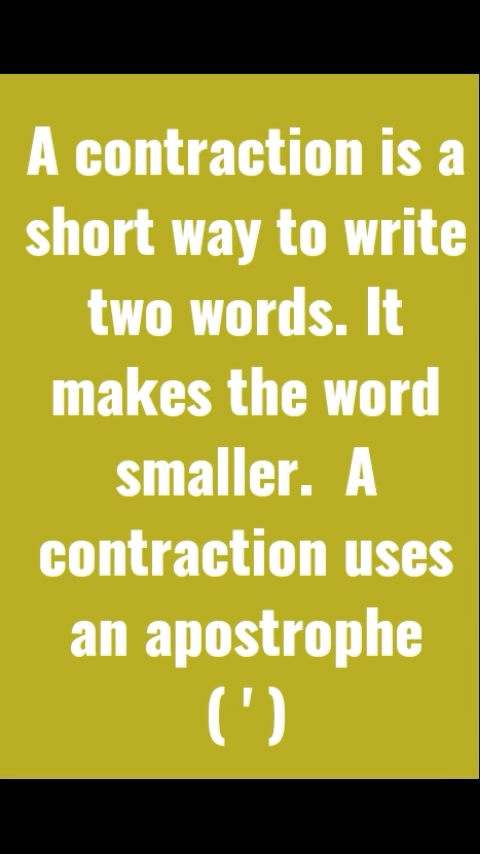 A contraction is a
short way to write
two words. It
makes the word
smaller.  A
contraction uses
an apostrophe
( ' )